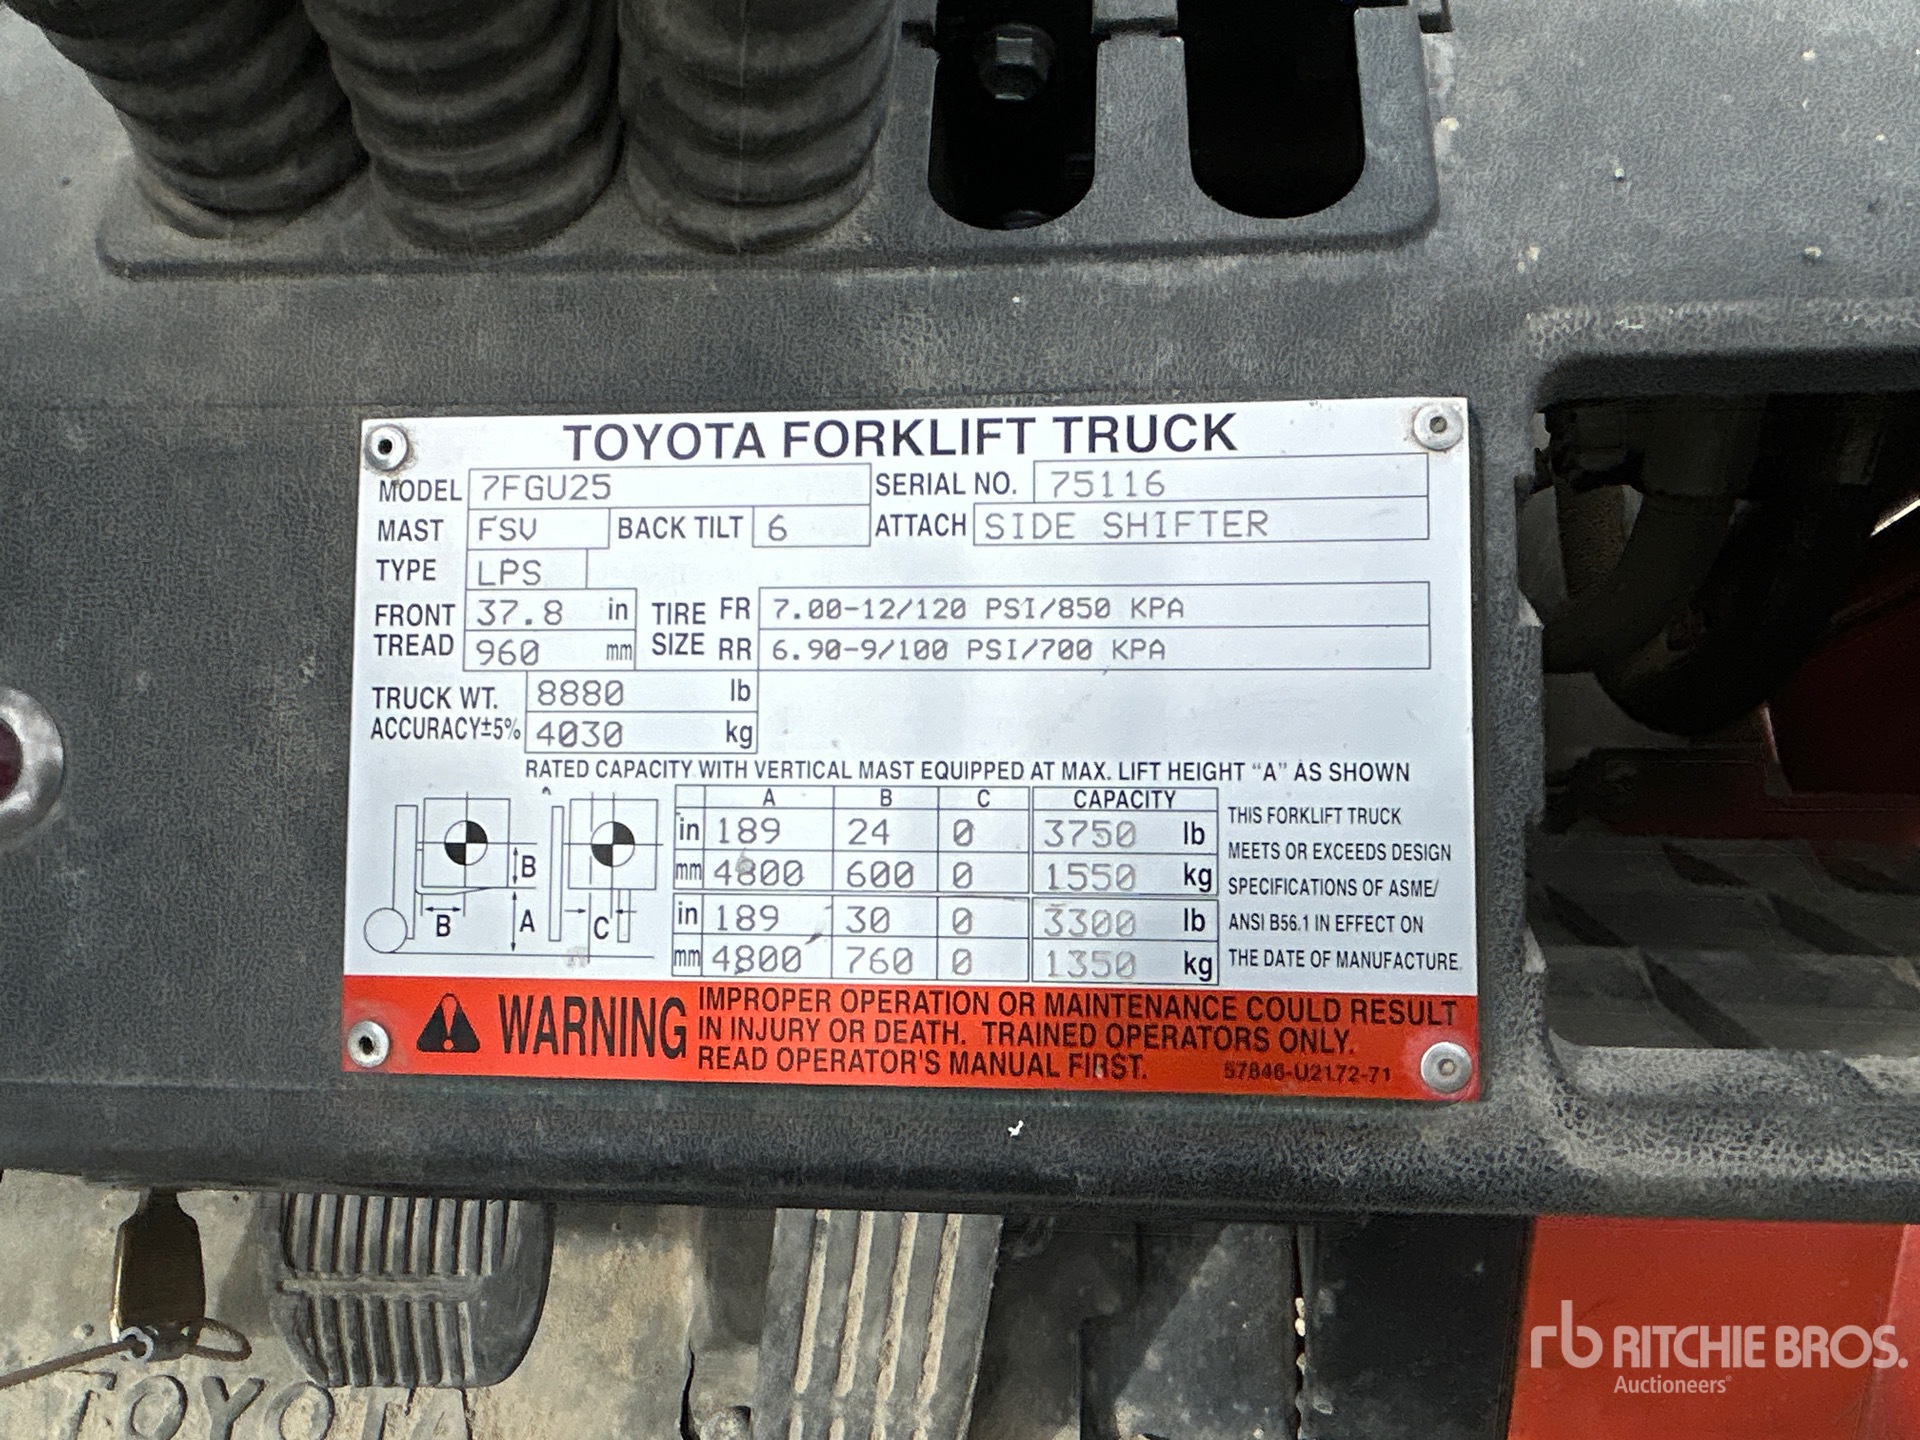 TOYOTA FORKLIFT TRUCK
MODEL 7FGU25 SERIAL NO. 75116
MAST FSV BACK TILT 6 ATTACH SIDE SHIFTER
TYPE LPS
FRONT TREAD 37.8 in TIRE SIZE FR 7.00-12/120 PSI/850 KPA
960 mm RR 6.90-9/100 PSI/700 KPA
TRUCK WT. 8880 lb
ACCURACY±5% 4030 kg
RATED CAPACITY WITH VERTICAL MAST EQUIPPED AT MAX. LIFT HEIGHT "A" AS SHOWN
A B C CAPACITY
in 189 24 0 3750 lb
mm 4800 600 0 1550 kg
in 189 30 0 3300 lb
mm 4800 760 0 1350 kg
B
B A C
THIS FORKLIFT TRUCK
MEETS OR EXCEEDS DESIGN
SPECIFICATIONS OF ASME/
ANSI B56.1 IN EFFECT ON
THE DATE OF MANUFACTURE.
WARNING
IMPROPER OPERATION OR MAINTENANCE COULD RESULT
IN INJURY OR DEATH. TRAINED OPERATORS ONLY.
READ OPERATOR'S MANUAL FIRST.
57846-U2172-71
TOYOTA
rb RITCHIE BROS.
Auctioneers